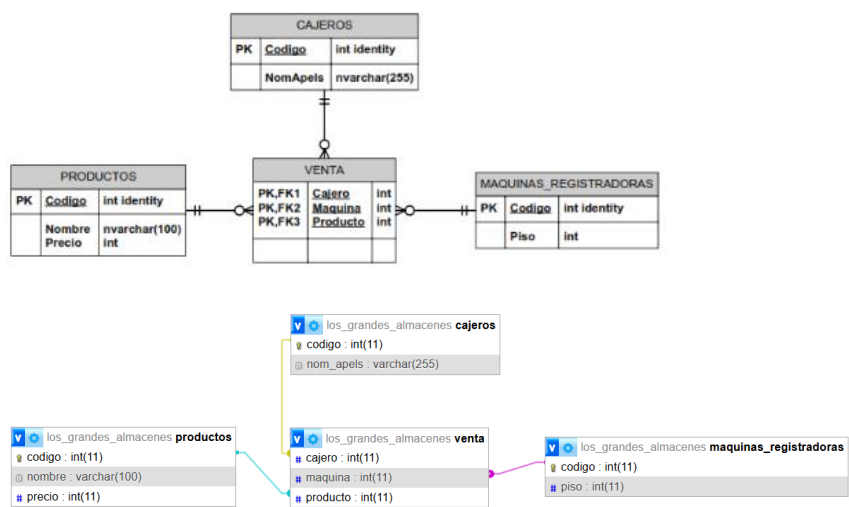 CAJEROS
PK Codigo int identity
NomApels nvarchar(255)
PRODUCTOS
PK Codigo int identity
Nombre nvarchar(100)
Precio int
VENTA
PK,FK1 Cajero int
PK,FK2 Maquina int
PK,FK3 Producto int
MAQUINAS_REGISTRADORAS
PK Codigo int identity
Piso int
v los_grandes_almacenes cajeros
codigo : int(11)
nom_apels : varchar(255)
v los_grandes_almacenes productos
codigo : int(11)
nombre : varchar(100)
# precio : int(11)
v los_grandes_almacenes venta
# cajero : int(11)
# maquina : int(11)
# producto : int(11)
v los_grandes_almacenes maquinas_registradoras
codigo : int(11)
# piso : int(11)